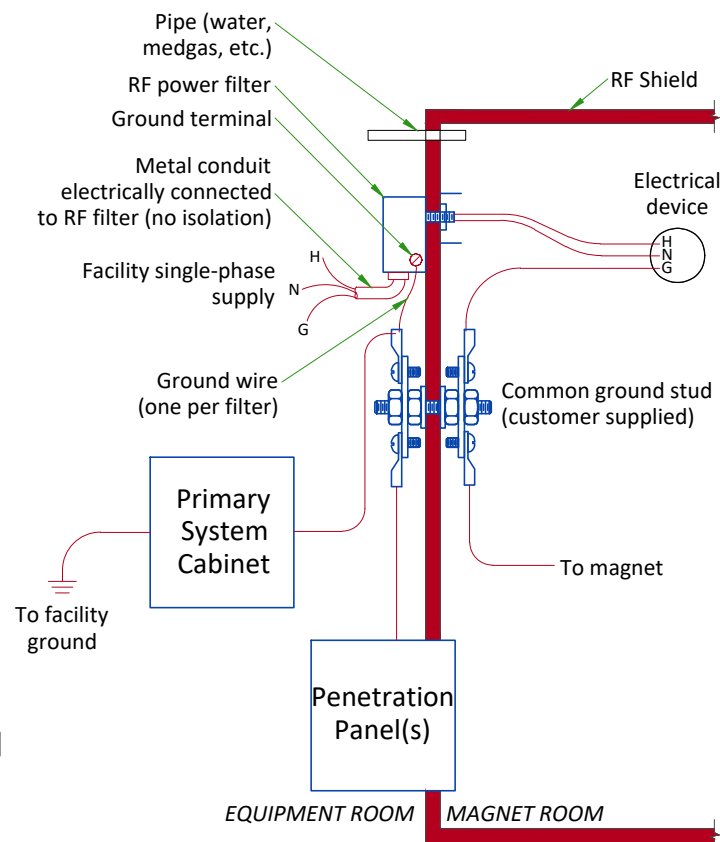 Pipe (water,
medgas, etc.)
RF power filter
RF Shield
Ground terminal
Metal conduit
electrically connected
to RF filter (no isolation)
Electrical
device
H
N
G
Facility single-phase
supply
H
N
G
Ground wire
(one per filter)
Common ground stud
(customer supplied)
Primary
System
Cabinet
To magnet
To facility
ground
Penetration
Panel(s)
EQUIPMENT ROOM
MAGNET ROOM